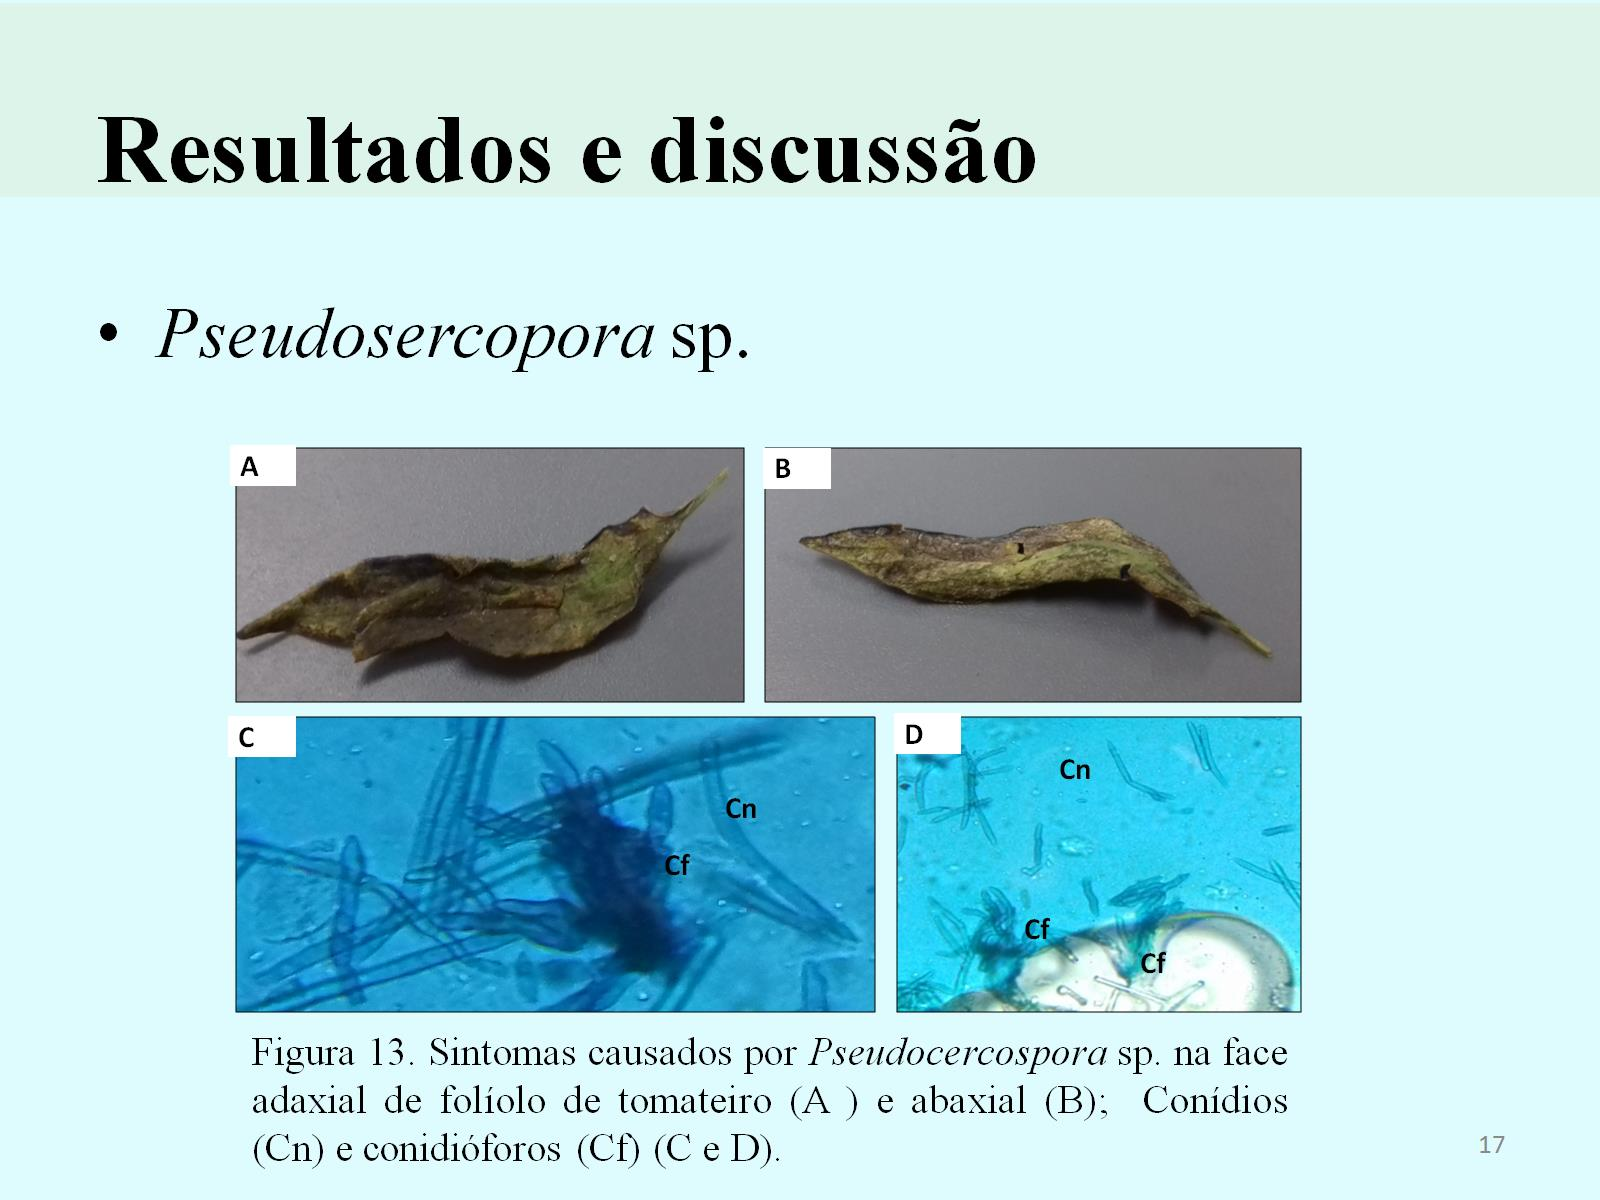 Resultados e discussão
• Pseudosercopora sp.
A
B
C
Cn
Cf
D
Cn
Cf
Cf
Figura 13. Sintomas causados por Pseudocercospora sp. na face
adaxial de folíolo de tomateiro (A ) e abaxial (B); Conídios
(Cn) e conidióforos (Cf) (C e D).
17